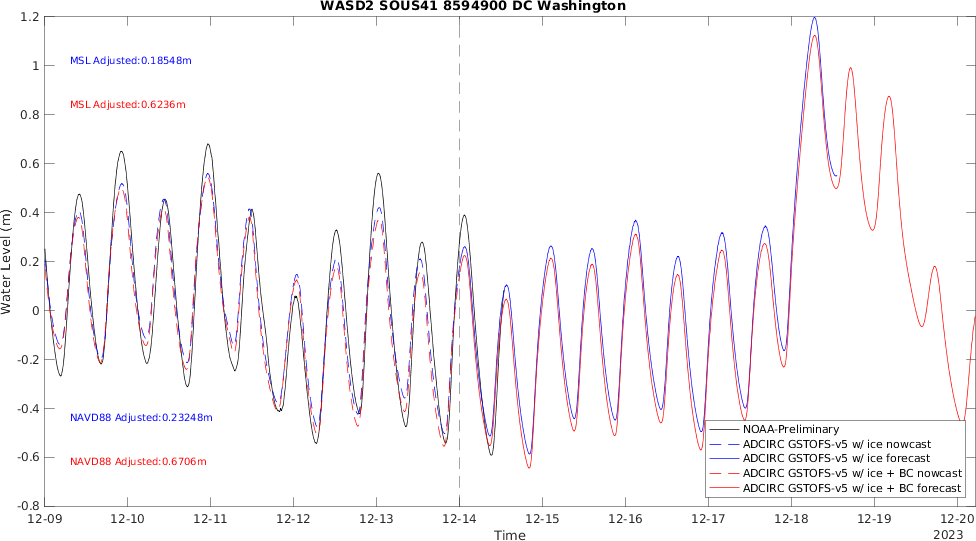 WASD2 SOUS41 8594900 DC Washington
1.2
1
0.8
0.6
0.4
0.2
0
-0.2
-0.4
-0.6
-0.8
Water Level (m)
MSL Adjusted:0.18548m
MSL Adjusted:0.6236m
NAVD88 Adjusted:0.23248m
NAVD88 Adjusted:0.6706m
NOAA-Preliminary
ADCIRC GSTOFS-v5 w/ ice nowcast
ADCIRC GSTOFS-v5 w/ ice forecast
ADCIRC GSTOFS-v5 w/ ice + BC nowcast
ADCIRC GSTOFS-v5 w/ ice + BC forecast
12-09 12-10 12-11 12-12 12-13 12-14 12-15 12-16 12-17 12-18 12-19 12-20
Time
2023